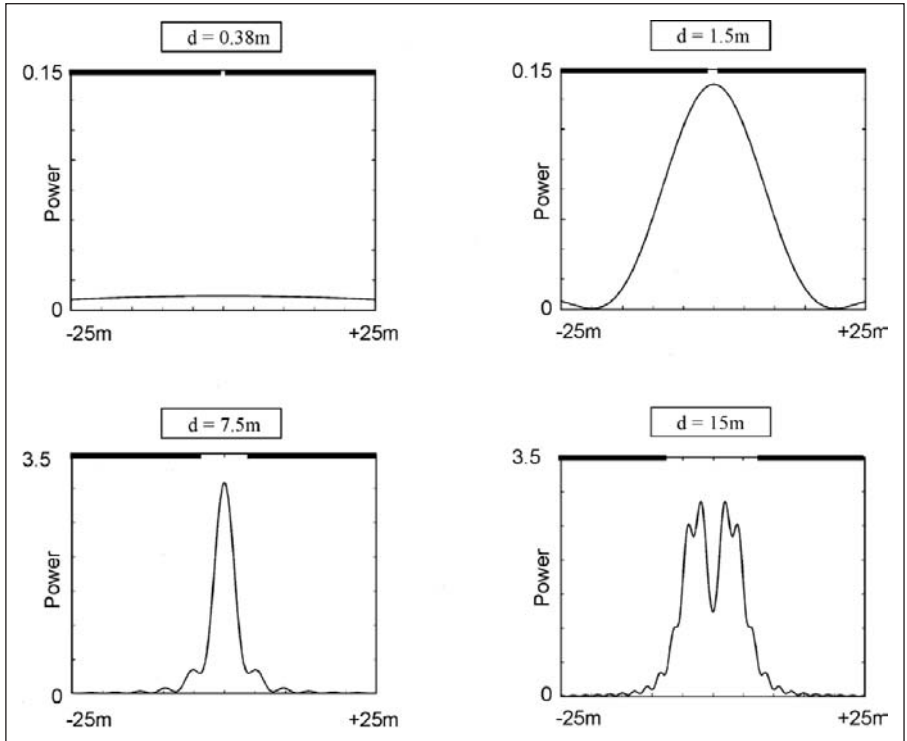 d = 0.38m
d = 1.5m
0.15
0.15
Power
Power
0
0
-25m
+25m
-25m
+25m
d = 7.5m
d = 15m
3.5
3.5
Power
Power
0
0
-25m
+25m
-25m
+25m